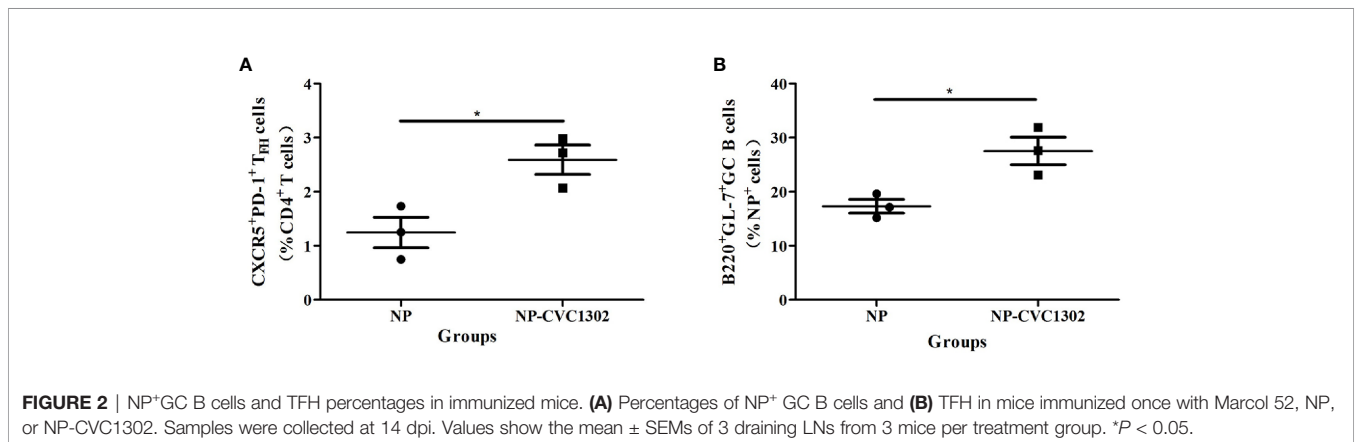 A
CXCR5⁺PD-1⁺T_FH cells
(%CD4⁺T cells)
4
3
2
1
0
*
NP
NP-CVC1302
Groups
B
B220⁺GL-7⁺GC B cells
(%NP⁺ cells)
40
30
20
10
0
*
NP
NP-CVC1302
Groups
FIGURE 2 | NP⁺GC B cells and TFH percentages in immunized mice. (A) Percentages of NP⁺ GC B cells and (B) TFH in mice immunized once with Marcol 52, NP,
or NP-CVC1302. Samples were collected at 14 dpi. Values show the mean ± SEMs of 3 draining LNs from 3 mice per treatment group. *P < 0.05.